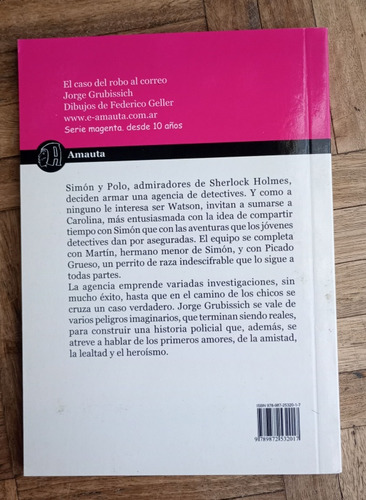 El caso del robo al correo
Jorge Grubissich
Dibujos de Federico Geller
www.e-amauta.com.ar
Serie magenta. desde 10 años
Amauta
Simón y Polo, admiradores de Sherlock Holmes,
deciden armar una agencia de detectives. Y como a
ninguno le interesa ser Watson, invitan a sumarse a
Carolina, más entusiasmada con la idea de compartir
tiempo con Simón que con las aventuras que los jóvenes
detectives dan por aseguradas. El equipo se completa
con Martín, hermano menor de Simón, y con Picado
Grueso, un perrito de raza indescifrable que lo sigue a
todas partes.
La agencia emprende variadas investigaciones, sin
mucho éxito, hasta que en el camino de los chicos se
cruza un caso verdadero. Jorge Grubissich se vale de
varios peligros imaginarios, que terminan siendo reales,
para construir una historia policial que, además, se
atreve a hablar de los primeros amores, de la amistad,
la lealtad y el heroísmo.
ISBN 978-987-25320-1-7
9789872532017